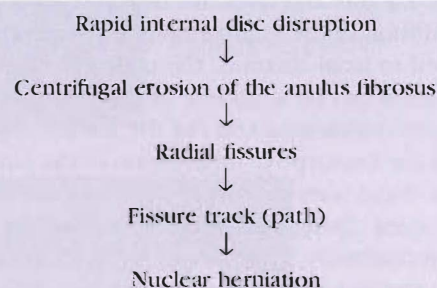 Rapid internal disc disruption
↓
Centrifugal erosion of the anulus fibrosus
↓
Radial fissures
↓
Fissure track (path)
↓
Nuclear herniation